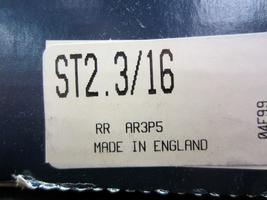 ST2.3/16
RR AR3P5
MADE IN ENGLAND
04F99